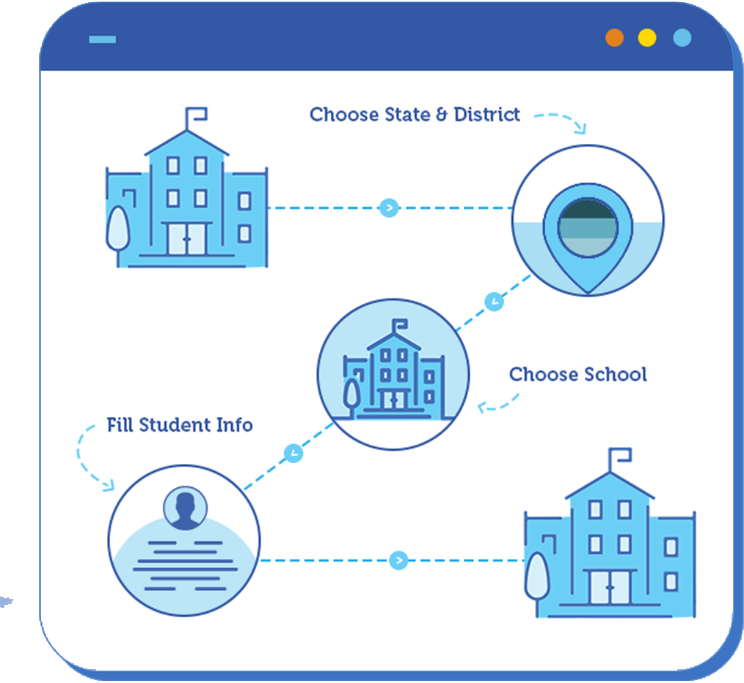 Choose State & District
Choose School
Fill Student Info